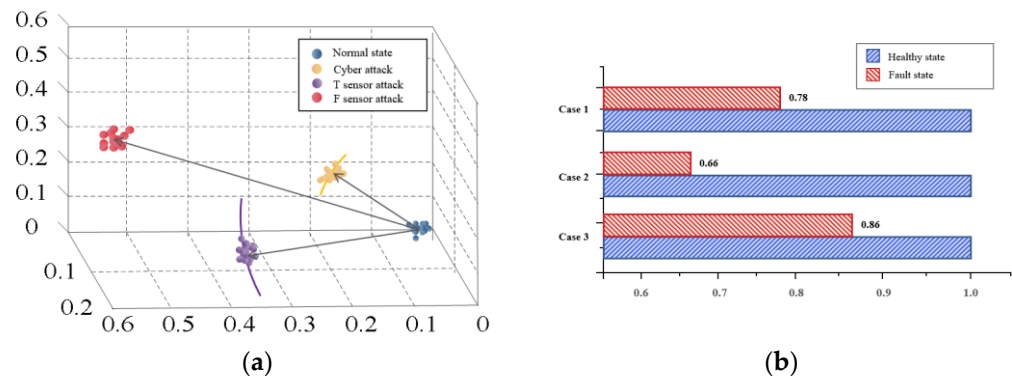 0.6
0.5
0.4
0.3
0.2
0.1
0
0.1
0.2
0.6
0.5
0.4
0.3
0.2
0.1
0
Normal state
Cyber attack
T sensor attack
F sensor attack
(a)
Healthy state
Fault state
Case 1
0.78
Case 2
0.66
Case 3
0.86
0.6
0.7
0.8
0.9
1.0
(b)